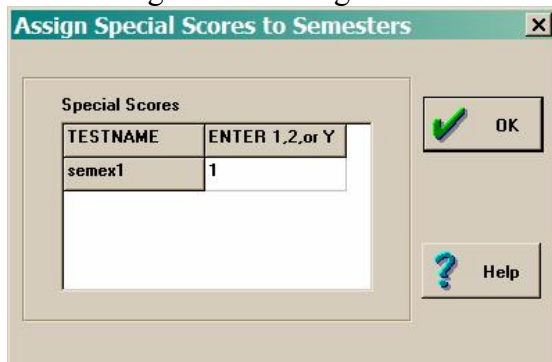 Assign Special Scores to Semesters
Special Scores
TESTNAME ENTER 1,2,or Y
semex1 1
OK
Help